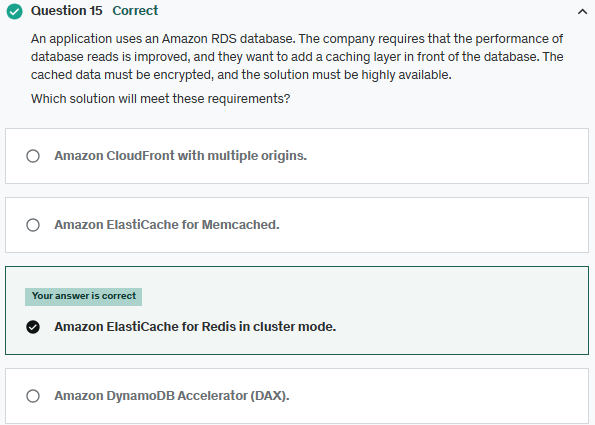 Question 15 Correct
An application uses an Amazon RDS database. The company requires that the performance of
database reads is improved, and they want to add a caching layer in front of the database. The
cached data must be encrypted, and the solution must be highly available.
Which solution will meet these requirements?
Amazon CloudFront with multiple origins.
Amazon ElastiCache for Memcached.
Your answer is correct
Amazon ElastiCache for Redis in cluster mode.
Amazon DynamoDB Accelerator (DAX).